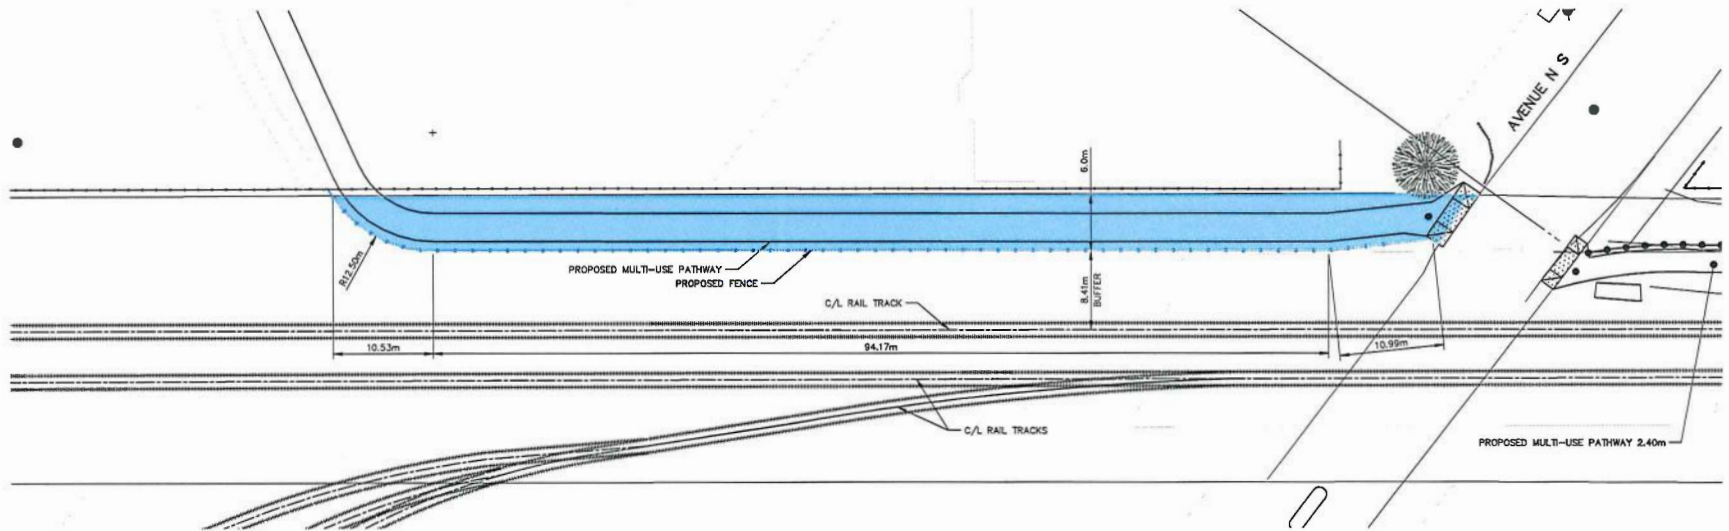 AVENUE N S
6.0m
R12.50m
PROPOSED MULTI-USE PATHWAY
PROPOSED FENCE
8.41m
BUFFER
C/L RAIL TRACK
10.53m
94.17m
10.99m
C/L RAIL TRACKS
PROPOSED MULTI-USE PATHWAY 2.40m